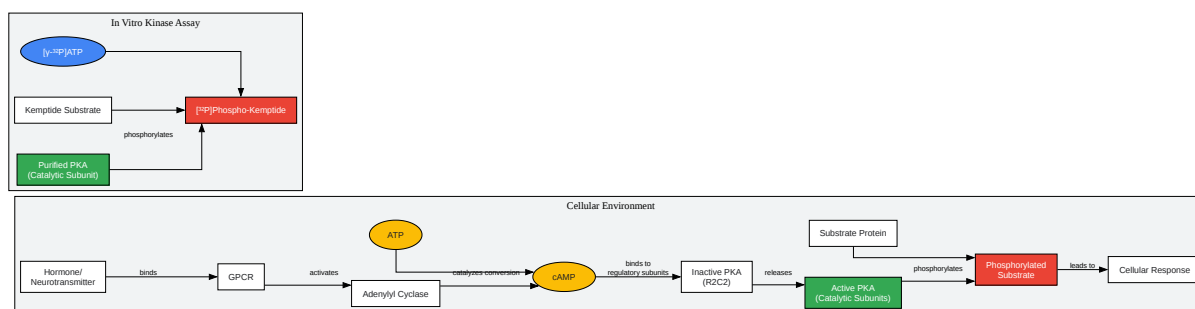 In Vitro Kinase Assay
[γ-³²P]ATP
Kemptide Substrate
[³²P]Phospho-Kemptide
phosphorylates
Purified PKA
(Catalytic Subunit)
Cellular Environment
ATP
Substrate Protein
Hormone/
Neurotransmitter
binds
GPCR
activates
Adenylyl Cyclase
catalyzes conversion
cAMP
binds to
regulatory subunits
Inactive PKA
(R2C2)
releases
Active PKA
(Catalytic Subunits)
phosphorylates
Phosphorylated
Substrate
leads to
Cellular Response